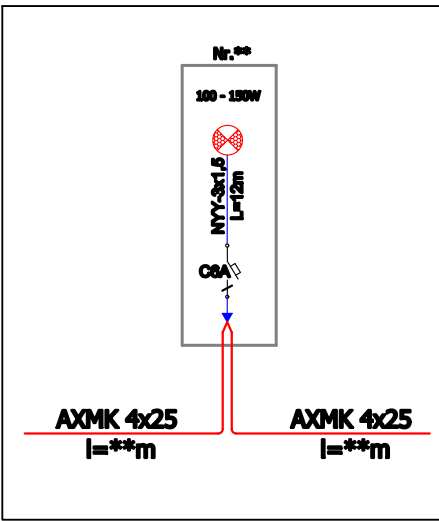 Nr.**
100 - 150W
NYY-3x1,5
L=12m
C6A
AXMK 4x25
l=**m
AXMK 4x25
l=**m